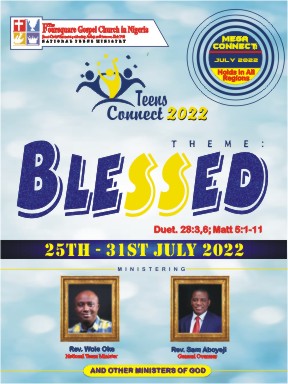 The
Foursquare Gospel Church in Nigeria
NATIONAL TEENS MINISTRY
MEGA
CONNECT:
JULY 2022
Holds In All
Regions
Teens
Connect 2022
THEME:
BLESSED
Duet. 28:3,6; Matt 5:1-11
25TH - 31ST JULY 2022
MINISTERING
Rev. Wole Oke
National Teens Minister
Rev. Sam Aboyeji
General Overseer
AND OTHER MINISTERS OF GOD